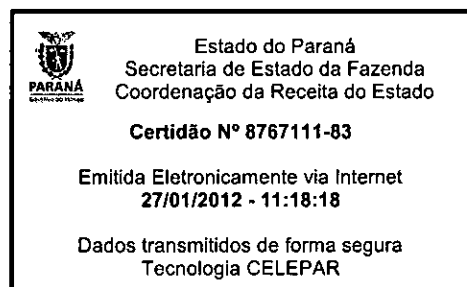 Estado do Paraná
Secretaria de Estado da Fazenda
Coordenação da Receita do Estado
PARANÁ
Certidão Nº 8767111-83
Emitida Eletronicamente via Internet
27/01/2012 - 11:18:18
Dados transmitidos de forma segura
Tecnologia CELEPAR